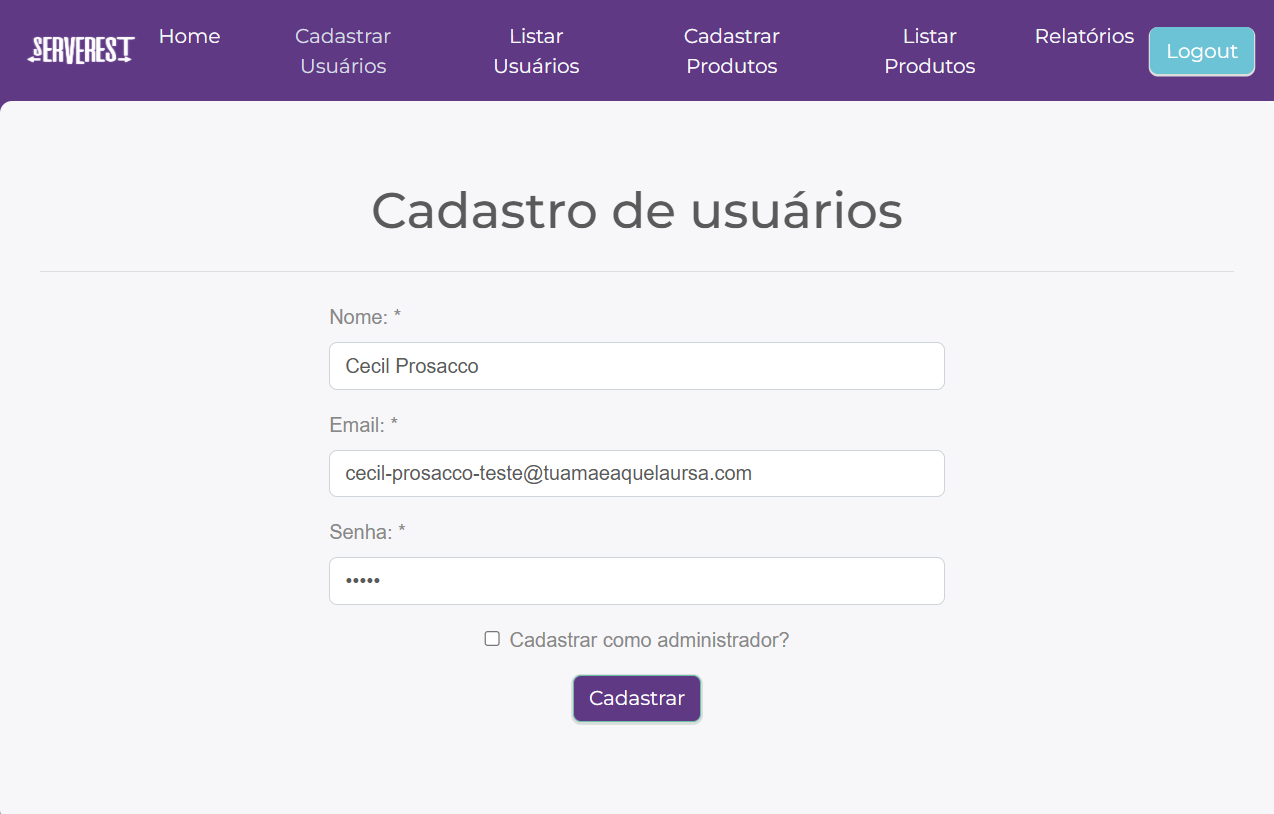 SERVEREST
Home
Cadastrar
Usuários
Listar
Usuários
Cadastrar
Produtos
Listar
Produtos
Relatórios
Logout
Cadastro de usuários
Nome: *
Cecil Prosacco
Email: *
cecil-prosacco-teste@tuamaeaquelaursa.com
Senha: *
•••••
Cadastrar como administrador?
Cadastrar